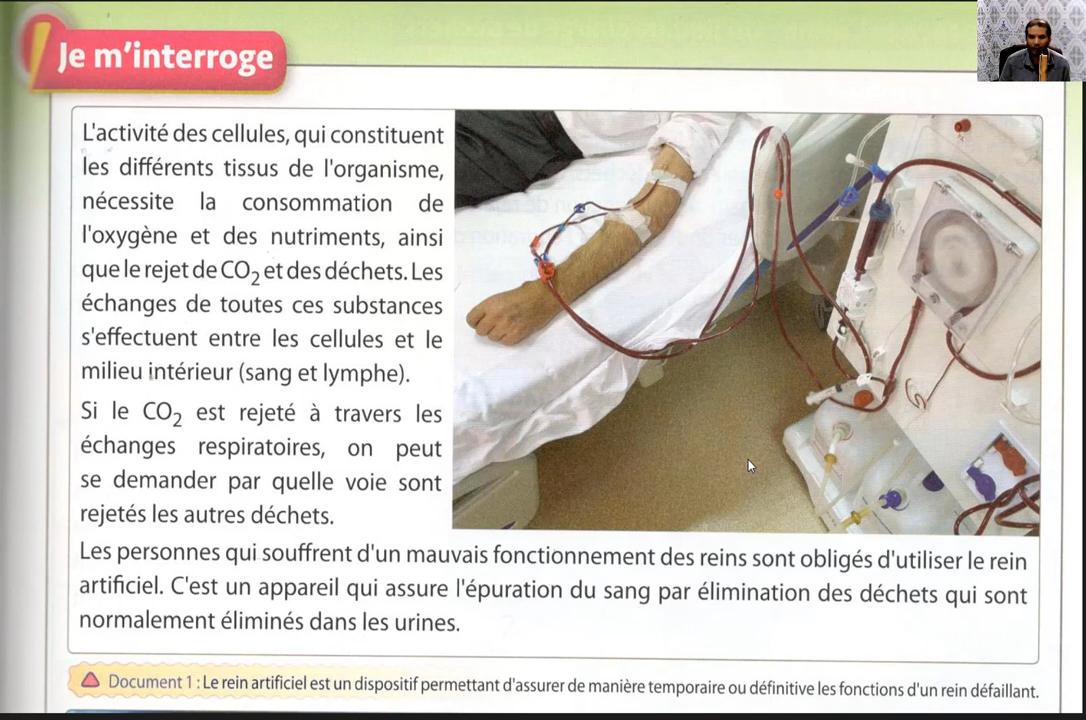 Je m'interroge
L'activité des cellules, qui constituent
les différents tissus de l'organisme,
nécessite la consommation de
l'oxygène et des nutriments, ainsi
que le rejet de CO₂ et des déchets. Les
échanges de toutes ces substances
s'effectuent entre les cellules et le
milieu intérieur (sang et lymphe).
Si le CO₂ est rejeté à travers les
échanges respiratoires, on peut
se demander par quelle voie sont
rejetés les autres déchets.
Les personnes qui souffrent d'un mauvais fonctionnement des reins sont obligés d'utiliser le rein
artificiel. C'est un appareil qui assure l'épuration du sang par élimination des déchets qui sont
normalement éliminés dans les urines.
Document 1 : Le rein artificiel est un dispositif permettant d'assurer de manière temporaire ou définitive les fonctions d'un rein défaillant.